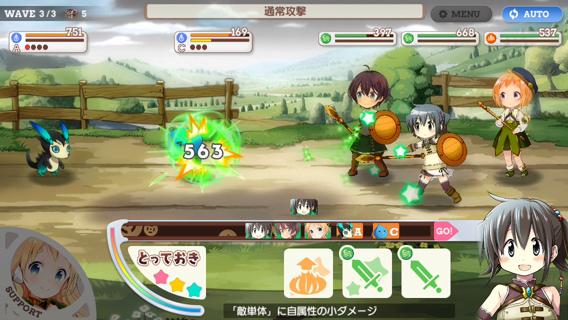 WAVE 3/3 5
通常攻撃
MENU
AUTO
751
A
169
C
397
668
537
563
A C GO!
とっておき
SUPPORT
「敵単体」に自属性の小ダメージ